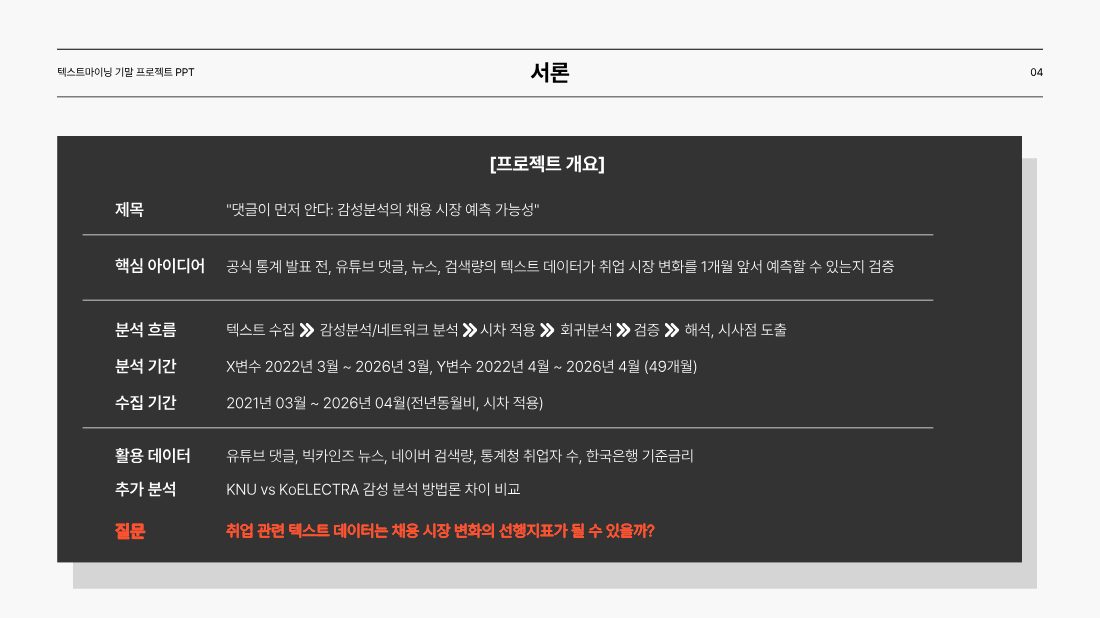 텍스트마이닝 기말 프로젝트 PPT
서론
04
[프로젝트 개요]
제목 "댓글이 먼저 안다: 감성분석의 채용 시장 예측 가능성"
핵심 아이디어 공식 통계 발표 전, 유튜브 댓글, 뉴스, 검색량의 텍스트 데이터가 취업 시장 변화를 1개월 앞서 예측할 수 있는지 검증
분석 흐름 텍스트 수집 » 감성분석/네트워크 분석 » 시차 적용 » 회귀분석 » 검증 » 해석, 시사점 도출
분석 기간 X변수 2022년 3월 ~ 2026년 3월, Y변수 2022년 4월 ~ 2026년 4월 (49개월)
수집 기간 2021년 03월 ~ 2026년 04월(전년동월비, 시차 적용)
활용 데이터 유튜브 댓글, 빅카인즈 뉴스, 네이버 검색량, 통계청 취업자 수, 한국은행 기준금리
추가 분석 KNU vs KoELECTRA 감성 분석 방법론 차이 비교
질문 취업 관련 텍스트 데이터는 채용 시장 변화의 선행지표가 될 수 있을까?